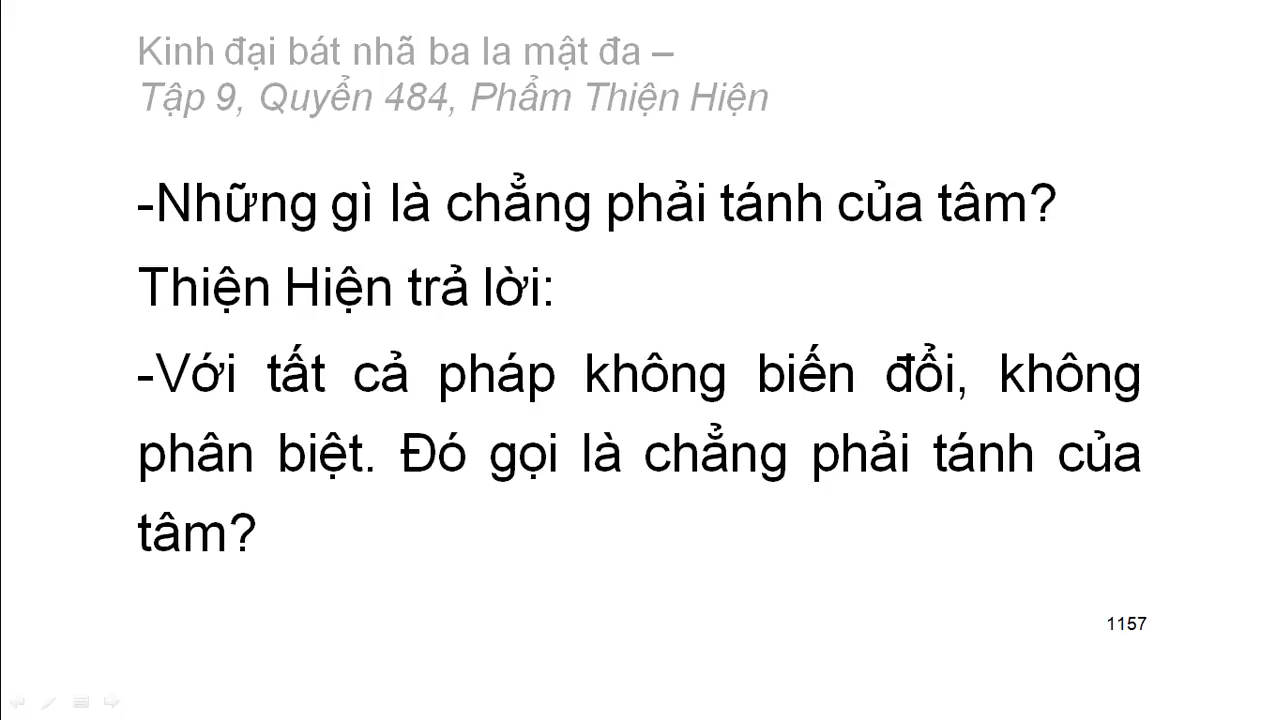 Kinh đại bát nhã ba la mật đa –
Tập 9, Quyển 484, Phẩm Thiện Hiện
-Những gì là chẳng phải tánh của tâm?
Thiện Hiện trả lời:
-Với tất cả pháp không biến đổi, không
phân biệt. Đó gọi là chẳng phải tánh của
tâm?
1157